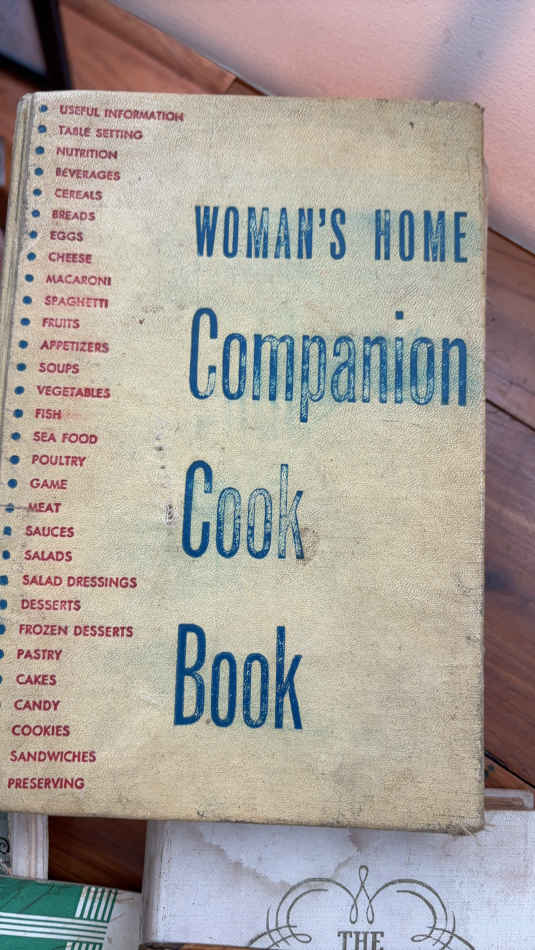 USEFUL INFORMATION
TABLE SETTING
NUTRITION
BEVERAGES
CEREALS
BREADS
EGGS
CHEESE
MACARONI
SPAGHETTI
FRUITS
APPETIZERS
SOUPS
VEGETABLES
FISH
SEA FOOD
POULTRY
GAME
MEAT
SAUCES
SALADS
SALAD DRESSINGS
DESSERTS
FROZEN DESSERTS
PASTRY
CAKES
CANDY
COOKIES
SANDWICHES
PRESERVING
WOMAN'S HOME
Companion
Cook
Book
THE